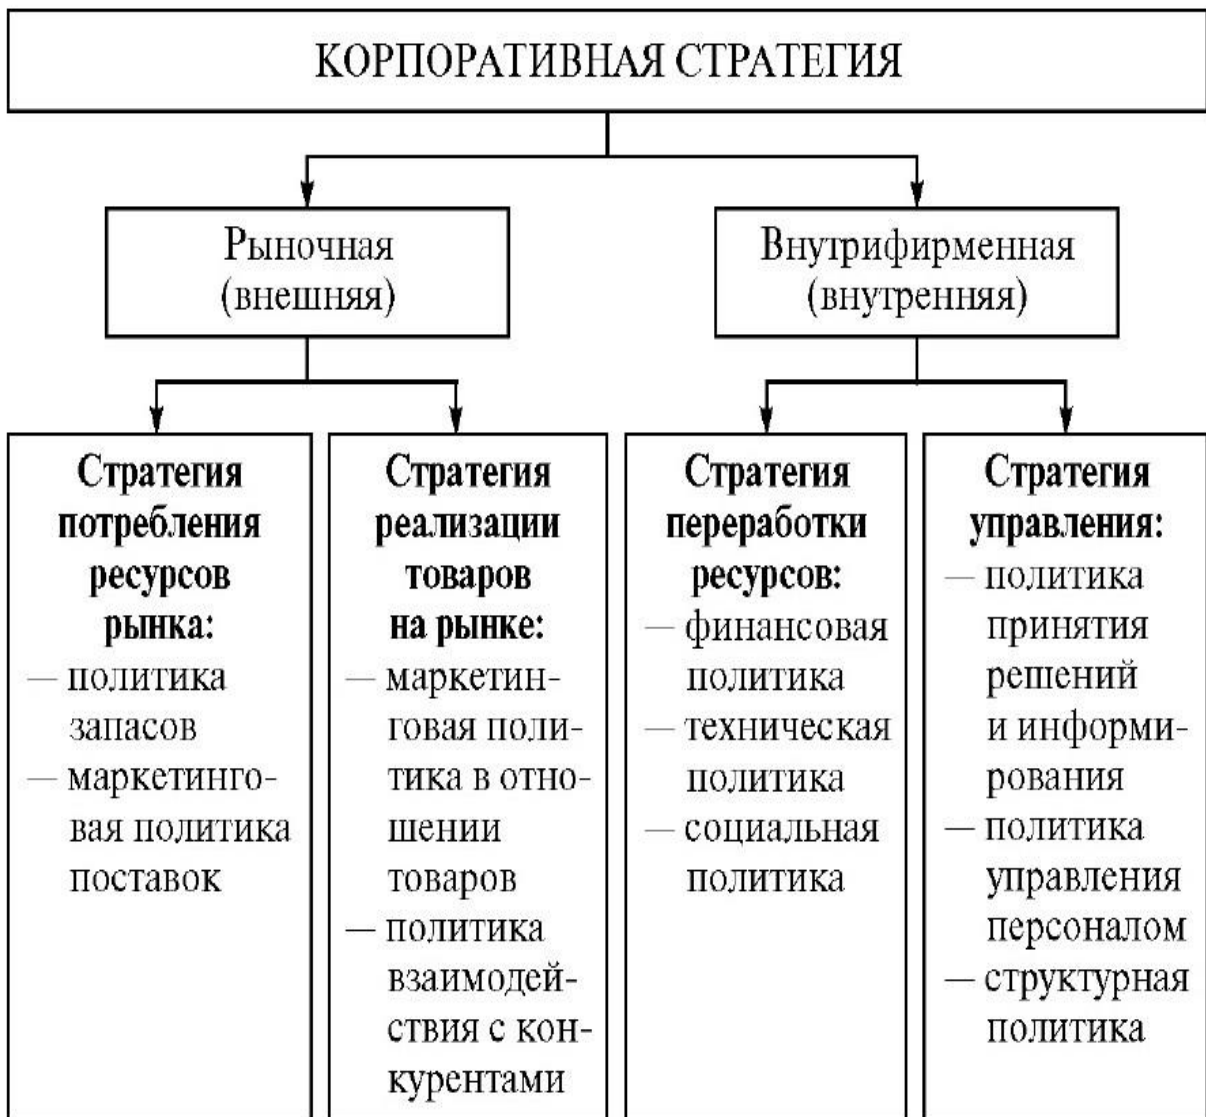 КОРПОРАТИВНАЯ СТРАТЕГИЯ
Рыночная
(внешняя)
Внутрифирменная
(внутренняя)
Стратегия
потребления
ресурсов
рынка:
— политика
запасов
— маркетинго-
вая политика
поставок
Стратегия
реализации
товаров
на рынке:
— маркетин-
говая поли-
тика в отно-
шении
товаров
— политика
взаимодей-
ствия с кон-
курентами
Стратегия
переработки
ресурсов:
— финансовая
политика
— техническая
политика
— социальная
политика
Стратегия
управления:
— политика
принятия
решений
и информи-
рования
— политика
управления
персоналом
— структурная
политика